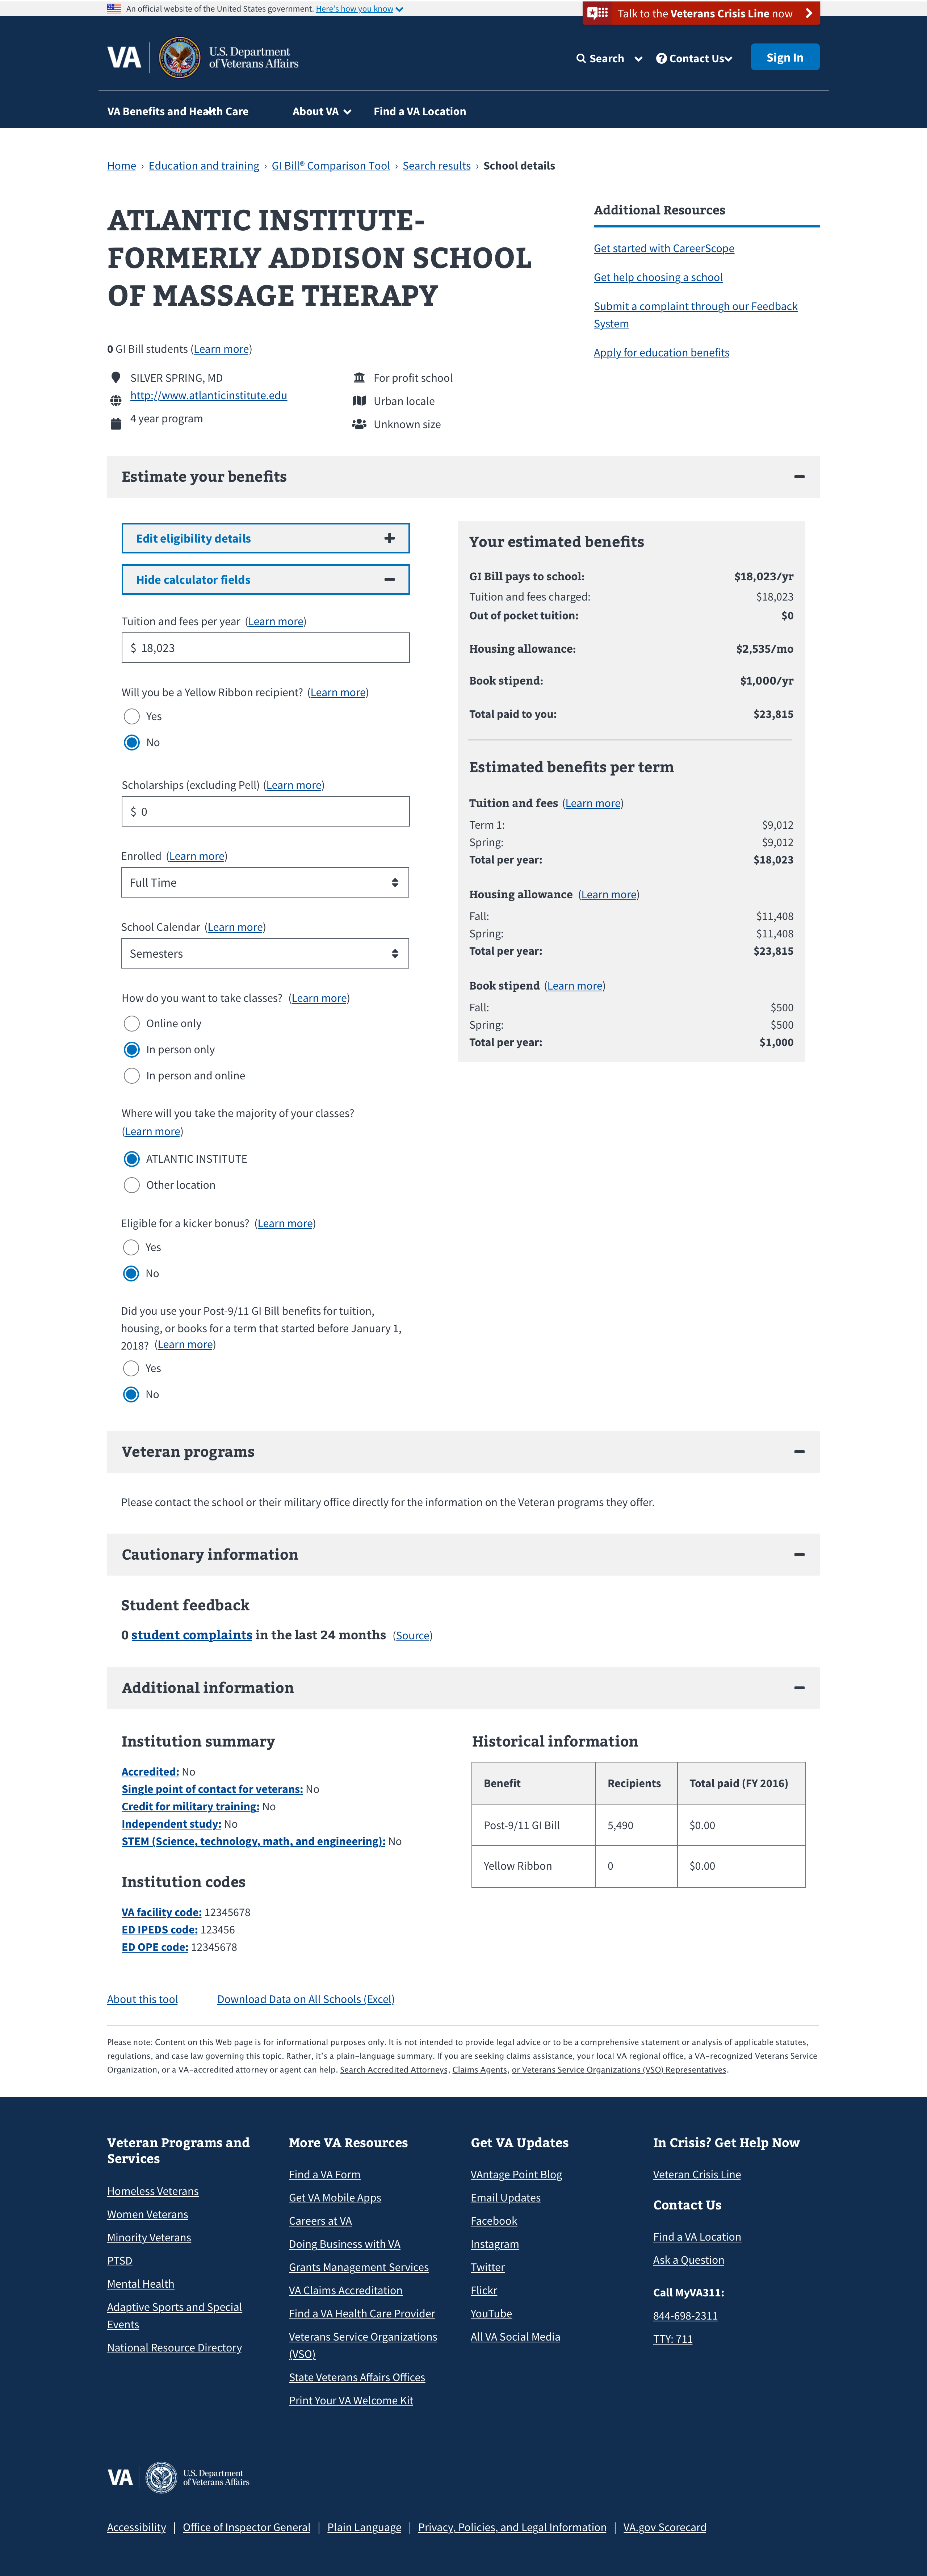 An official website of the United States government. Here's how you know
Talk to the Veterans Crisis Line now
VA
U.S. Department
of Veterans Affairs
Search
Contact Us
Sign In
VA Benefits and Health Care
About VA
Find a VA Location
Home › Education and training › GI Bill® Comparison Tool › Search results › School details
ATLANTIC INSTITUTE-
FORMERLY ADDISON SCHOOL
OF MASSAGE THERAPY
0 GI Bill students (Learn more)
SILVER SPRING, MD
http://www.atlanticinstitute.edu
4 year program
For profit school
Urban locale
Unknown size
Additional Resources
Get started with CareerScope
Get help choosing a school
Submit a complaint through our Feedback
System
Apply for education benefits
Estimate your benefits
Edit eligibility details
Hide calculator fields
Tuition and fees per year (Learn more)
$ 18,023
Will you be a Yellow Ribbon recipient? (Learn more)
Yes
No
Scholarships (excluding Pell) (Learn more)
$ 0
Enrolled (Learn more)
Full Time
School Calendar (Learn more)
Semesters
How do you want to take classes? (Learn more)
Online only
In person only
In person and online
Where will you take the majority of your classes?
(Learn more)
ATLANTIC INSTITUTE
Other location
Eligible for a kicker bonus? (Learn more)
Yes
No
Did you use your Post-9/11 GI Bill benefits for tuition,
housing, or books for a term that started before January 1,
2018? (Learn more)
Yes
No
Your estimated benefits
GI Bill pays to school: $18,023/yr
Tuition and fees charged: $18,023
Out of pocket tuition: $0
Housing allowance: $2,535/mo
Book stipend: $1,000/yr
Total paid to you: $23,815
Estimated benefits per term
Tuition and fees (Learn more)
Term 1: $9,012
Spring: $9,012
Total per year: $18,023
Housing allowance (Learn more)
Fall: $11,408
Spring: $11,408
Total per year: $23,815
Book stipend (Learn more)
Fall: $500
Spring: $500
Total per year: $1,000
Veteran programs
Please contact the school or their military office directly for the information on the Veteran programs they offer.
Cautionary information
Student feedback
0 student complaints in the last 24 months (Source)
Additional information
Institution summary
Accredited: No
Single point of contact for veterans: No
Credit for military training: No
Independent study: No
STEM (Science, technology, math, and engineering): No
Institution codes
VA facility code: 12345678
ED IPEDS code: 123456
ED OPE code: 12345678
Historical information
Benefit Recipients Total paid (FY 2016)
Post-9/11 GI Bill 5,490 $0.00
Yellow Ribbon 0 $0.00
About this tool
Download Data on All Schools (Excel)
Please note: Content on this Web page is for informational purposes only. It is not intended to provide legal advice or to be a comprehensive statement or analysis of applicable statutes,
regulations, and case law governing this topic. Rather, it's a plain-language summary. If you are seeking claims assistance, your local VA regional office, a VA-recognized Veterans Service
Organization, or a VA-accredited attorney or agent can help. Search Accredited Attorneys, Claims Agents, or Veterans Service Organizations (VSO) Representatives.
Veteran Programs and
Services
Homeless Veterans
Women Veterans
Minority Veterans
PTSD
Mental Health
Adaptive Sports and Special
Events
National Resource Directory
More VA Resources
Find a VA Form
Get VA Mobile Apps
Careers at VA
Doing Business with VA
Grants Management Services
VA Claims Accreditation
Find a VA Health Care Provider
Veterans Service Organizations
(VSO)
State Veterans Affairs Offices
Print Your VA Welcome Kit
Get VA Updates
VAntage Point Blog
Email Updates
Facebook
Instagram
Twitter
Flickr
YouTube
All VA Social Media
In Crisis? Get Help Now
Veteran Crisis Line
Contact Us
Find a VA Location
Ask a Question
Call MyVA311:
844-698-2311
TTY: 711
VA
U.S. Department
of Veterans Affairs
Accessibility | Office of Inspector General | Plain Language | Privacy, Policies, and Legal Information | VA.gov Scorecard